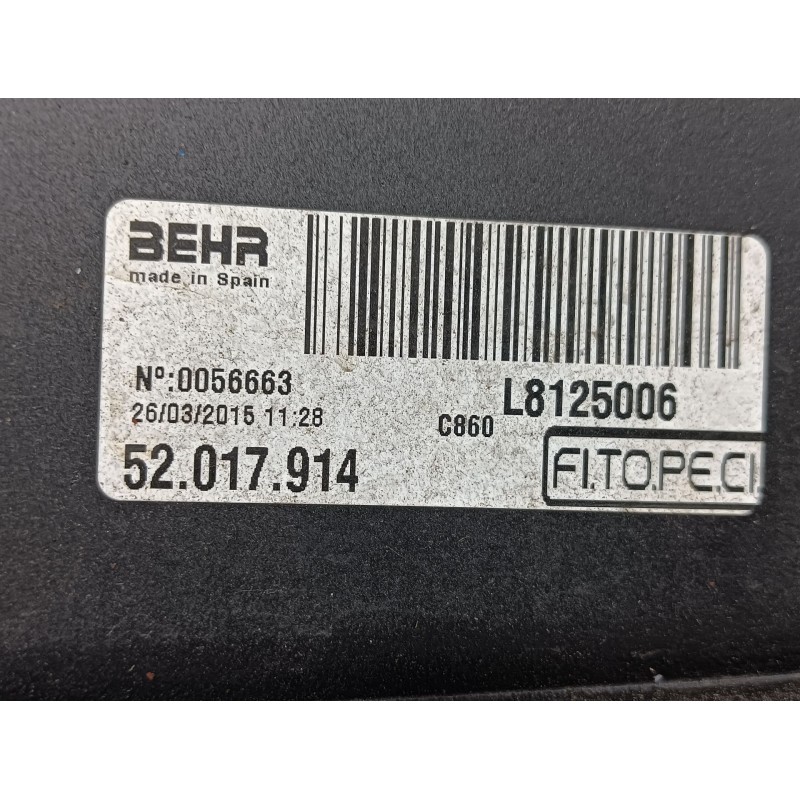 BEHR
made in Spain
Nº:0056663
26/03/2015 11:28
L8125006
C860
52.017.914
FI.TO.PE.CI.